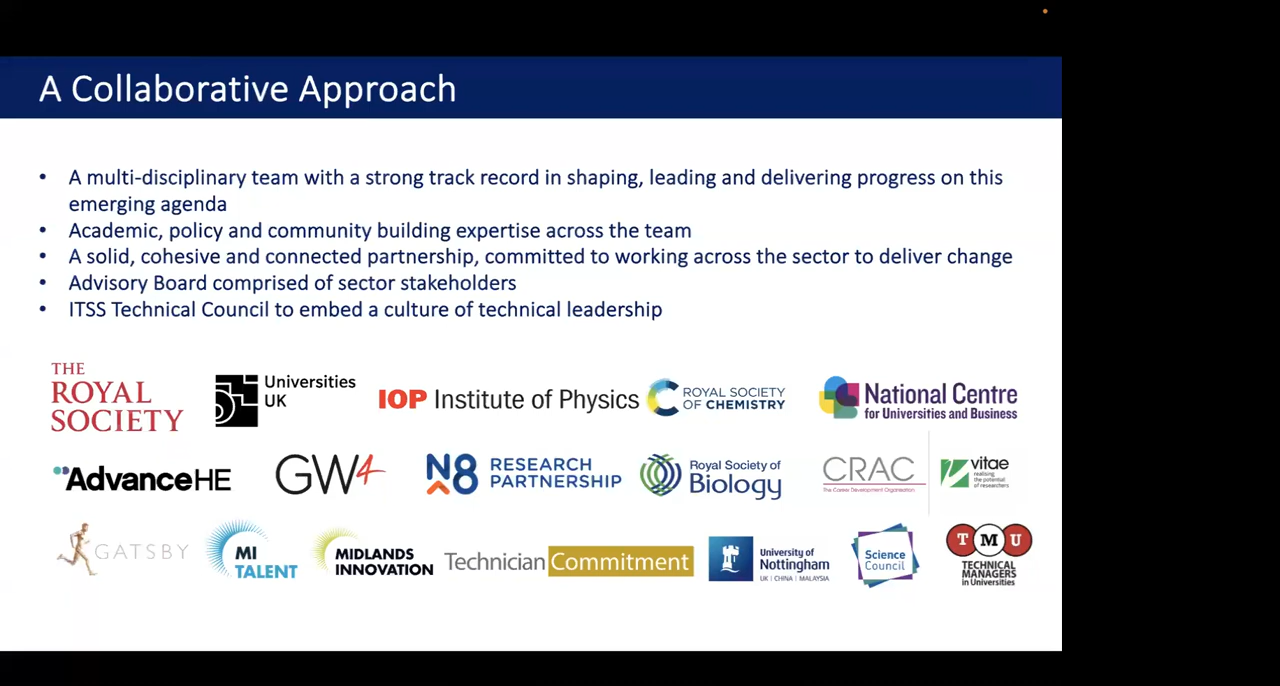 A Collaborative Approach
• A multi-disciplinary team with a strong track record in shaping, leading and delivering progress on this
emerging agenda
• Academic, policy and community building expertise across the team
• A solid, cohesive and connected partnership, committed to working across the sector to deliver change
• Advisory Board comprised of sector stakeholders
• ITSS Technical Council to embed a culture of technical leadership
THE
ROYAL
SOCIETY
Universities
UK
IOP Institute of Physics
ROYAL SOCIETY
OF CHEMISTRY
National Centre
for Universities and Business
AdvanceHE
GW4
N8 RESEARCH
PARTNERSHIP
Royal Society of
Biology
CRAC
The Career Development Organisation
vitae
realising
the potential
of researchers
GATSBY
MI
TALENT
MIDLANDS
INNOVATION
Technician Commitment
University of
Nottingham
UK | CHINA | MALAYSIA
Science
Council
T M U
TECHNICAL
MANAGERS
in Universities